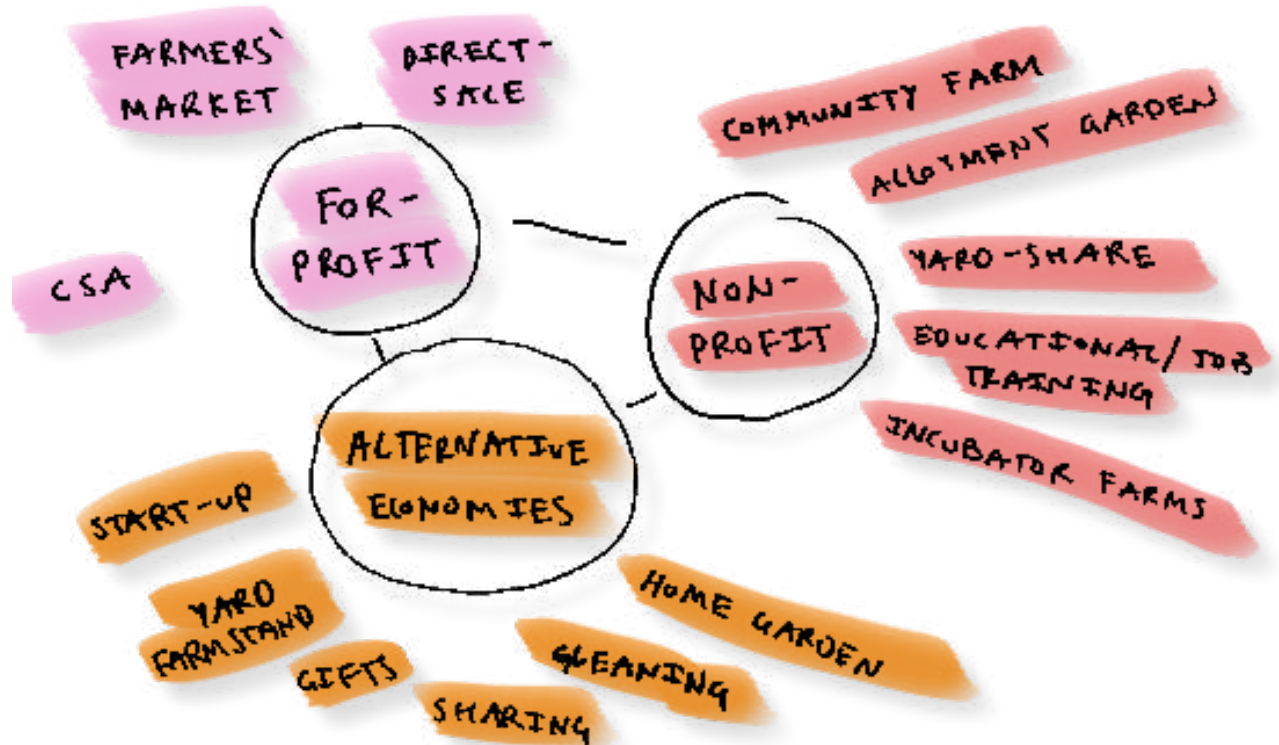 FARMERS'
MARKET
DIRECT-
SALE
FOR-
PROFIT
CSA
COMMUNITY FARM
ALLOTMENT GARDEN
NON-
PROFIT
YARD-SHARE
EDUCATIONAL/JOB
TRAINING
INCUBATOR FARMS
ALTERNATIVE
ECONOMIES
START-UP
YARD
FARMSTAND
GIFTS
SHARING
GLEANING
HOME GARDEN